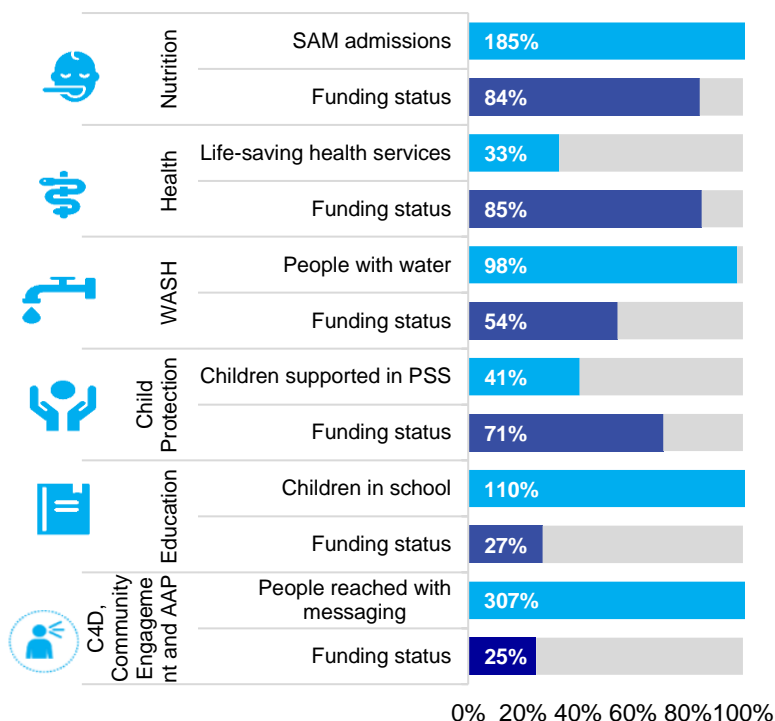 Nutrition
SAM admissions
185%
Funding status
84%
Health
Life-saving health services
33%
Funding status
85%
WASH
People with water
98%
Funding status
54%
Child
Protection
Children supported in PSS
41%
Funding status
71%
Education
Children in school
110%
Funding status
27%
C4D,
Community
Engageme
nt and AAP
People reached with
messaging
307%
Funding status
25%
0% 20% 40% 60% 80%100%